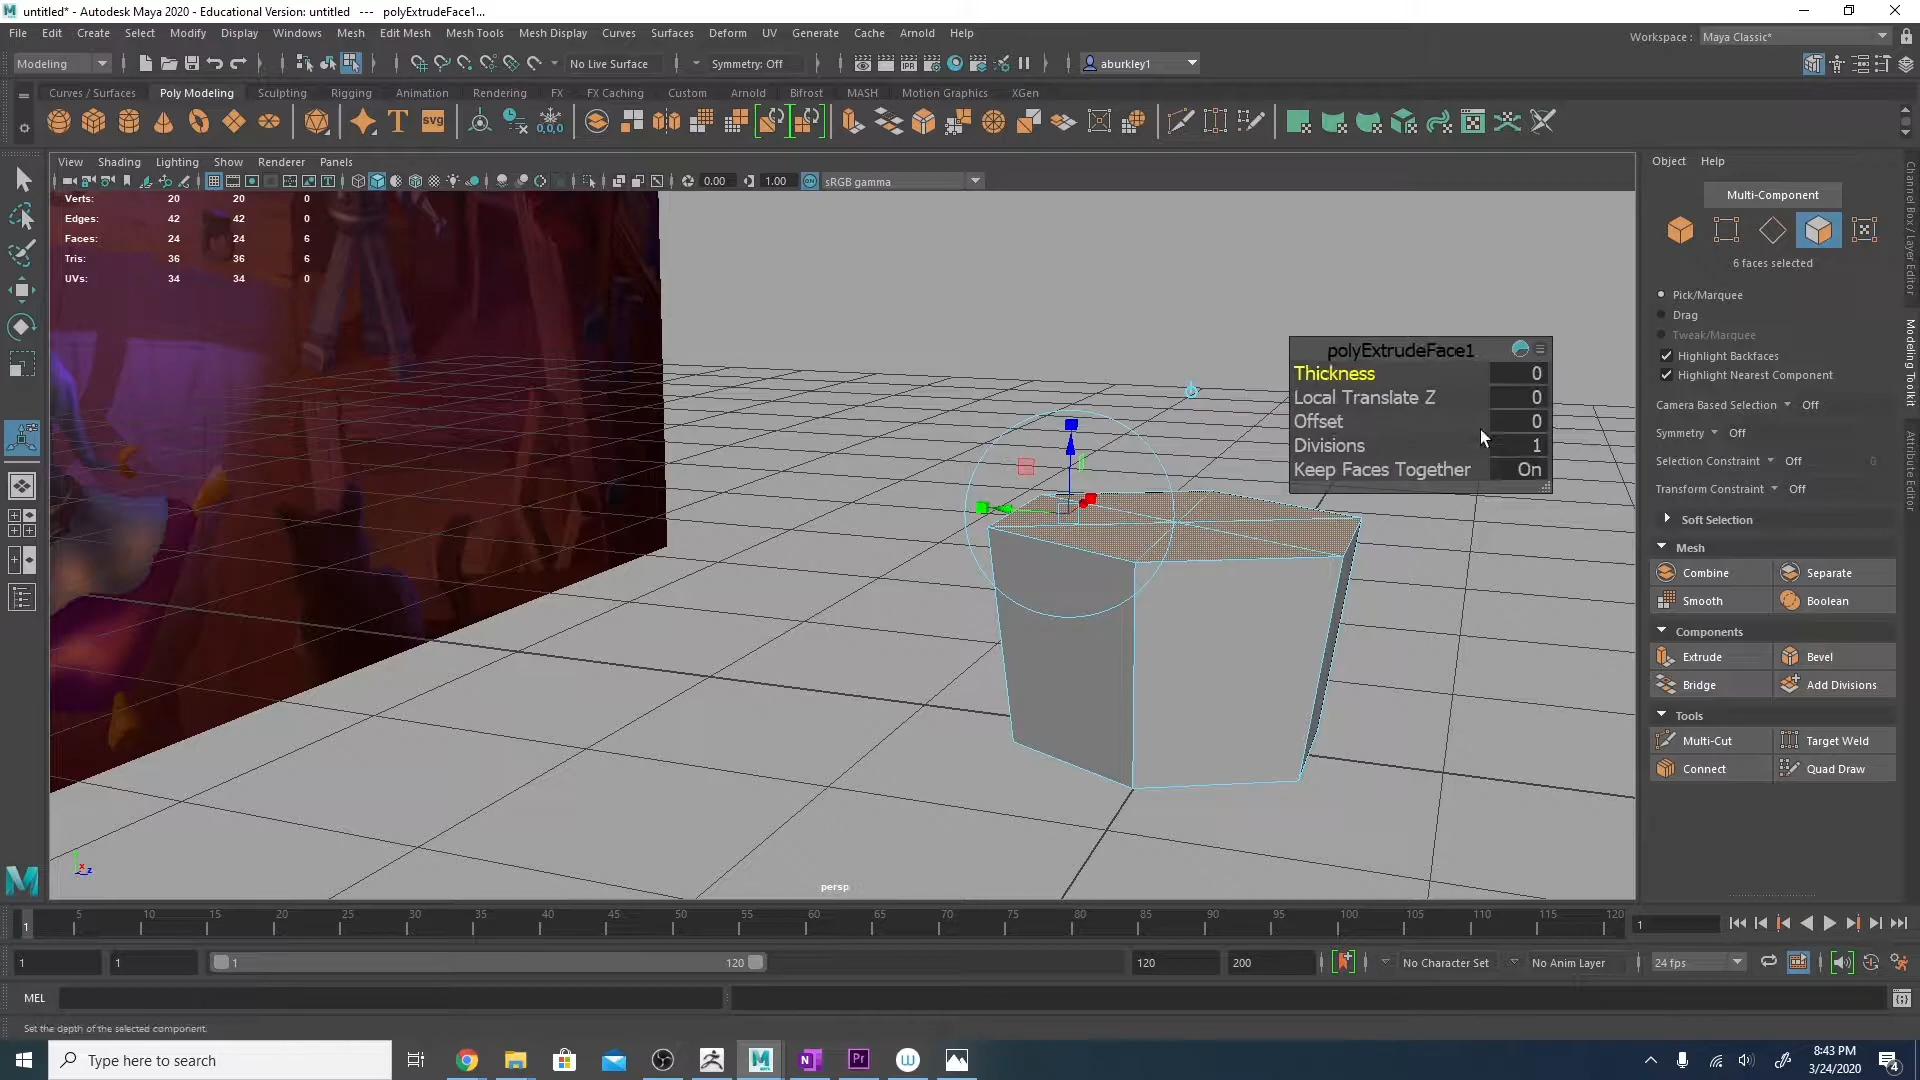 untitled* - Autodesk Maya 2020 - Educational Version: untitled --- polyExtrudeFace1...
File Edit Create Select Modify Display Windows Mesh Edit Mesh Mesh Tools Mesh Display Curves Surfaces Deform UV Generate Cache Arnold Help
Workspace : Maya Classic*
Modeling No Live Surface Symmetry: Off aburkley1
Curves / Surfaces Poly Modeling Sculpting Rigging Animation Rendering FX FX Caching Custom Arnold Bifrost MASH Motion Graphics XGen
T svg 0,0,0
View Shading Lighting Show Renderer Panels
0.00 1.00 sRGB gamma
Verts: 20 20 0
Edges: 42 42 0
Faces: 24 24 6
Tris: 36 36 6
UVs: 34 34 0
polyExtrudeFace1
Thickness 0
Local Translate Z 0
Offset 0
Divisions 1
Keep Faces Together On
persp
Object Help
Multi-Component
6 faces selected
Pick/Marquee
Drag
Tweak/Marquee
Highlight Backfaces
Highlight Nearest Component
Camera Based Selection Off
Symmetry Off
Selection Constraint Off 0
Transform Constraint Off
Soft Selection
Mesh
Combine Separate
Smooth Boolean
Components
Extrude Bevel
Bridge Add Divisions
Tools
Multi-Cut Target Weld
Connect Quad Draw
Channel Box / Layer Editor
Modeling Toolkit
Attribute Editor
5 10 15 20 25 30 35 40 45 50 55 60 65 70 75 80 85 90 95 100 105 110 115 120
1 1
1 1 1 120 120 200 No Character Set No Anim Layer 24 fps
MEL
Set the depth of the selected component.
Type here to search
8:43 PM
3/24/2020
4